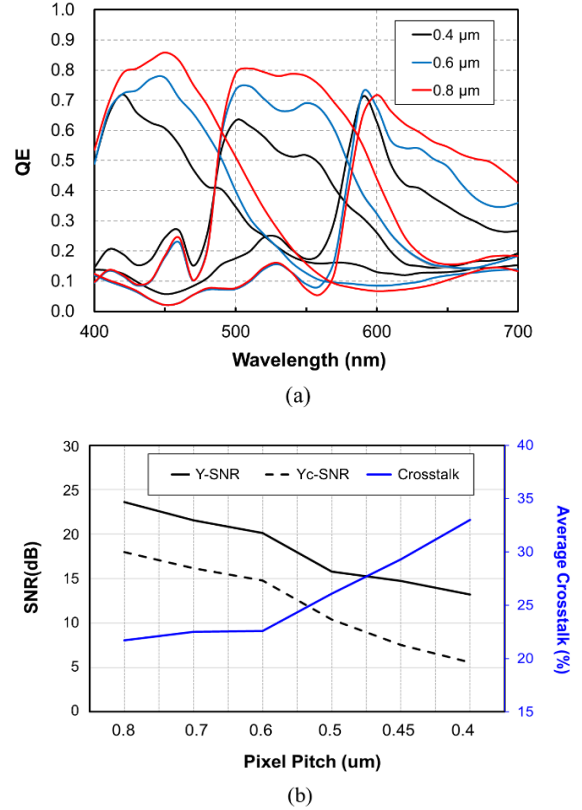 (a)
1.0
0.9
0.8
0.7
0.6
0.5
0.4
0.3
0.2
0.1
0.0
QE
0.4 µm
0.6 µm
0.8 µm
400 500 600 700
Wavelength (nm)
(a)
30
25
20
15
10
5
0
SNR(dB)
Y-SNR Yc-SNR Crosstalk
40
35
30
25
20
15
Average Crosstalk (%)
0.8 0.7 0.6 0.5 0.45 0.4
Pixel Pitch (um)
(b)